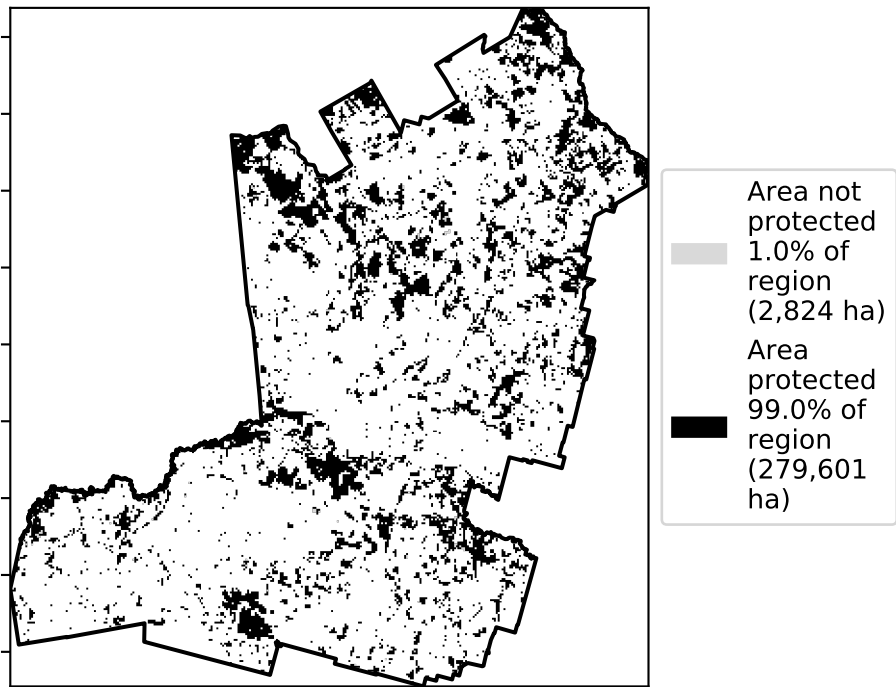 Area not
protected
1.0% of
region
(2,824 ha)
Area
protected
99.0% of
region
(279,601
ha)